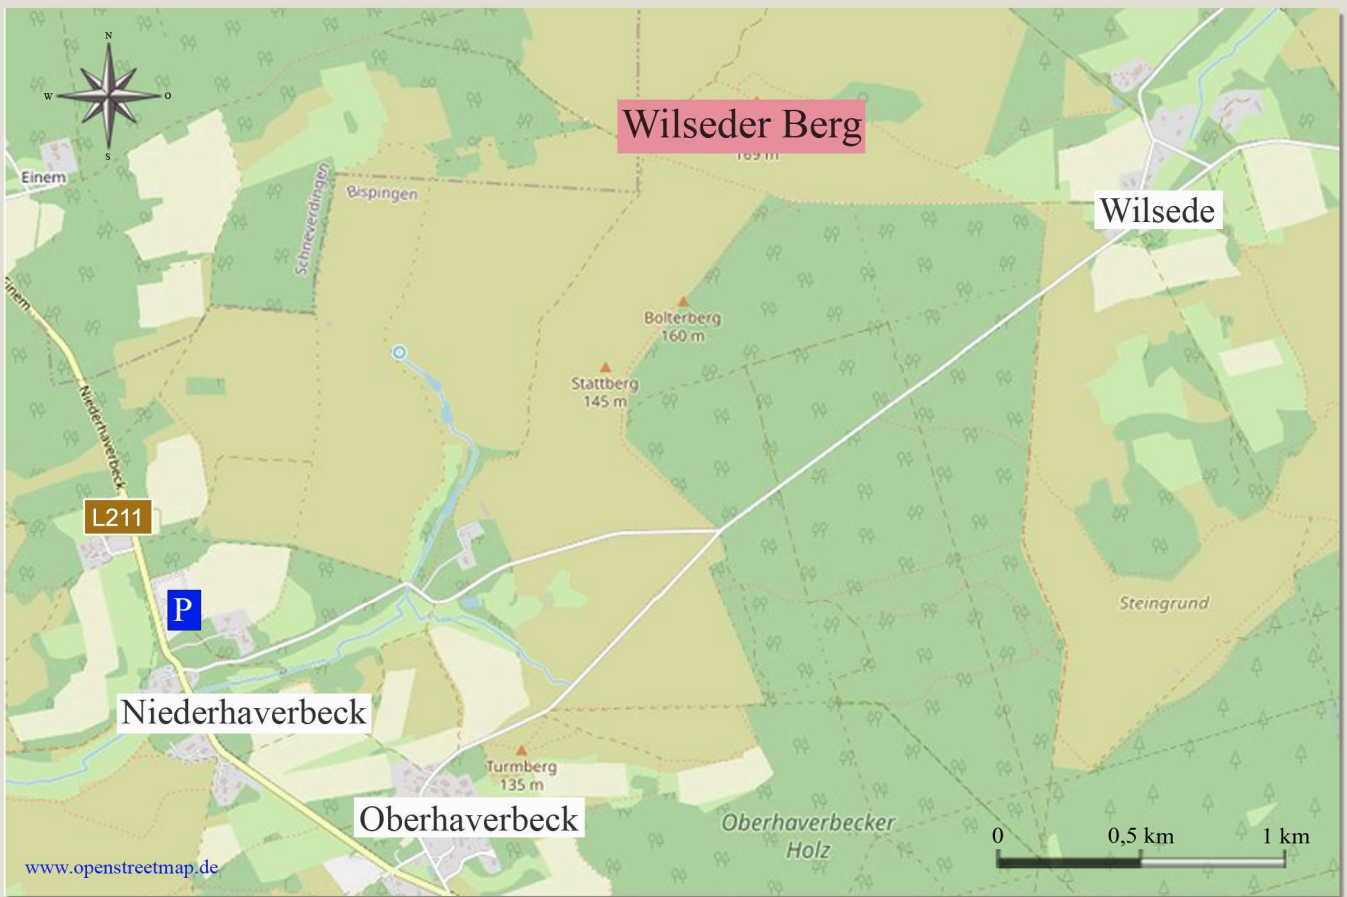 N
W O
S
Wilseder Berg
169 m
Einem
Schneverdingen
Bispingen
Wilsede
Einem
Bolterberg
160 m
Stattberg
145 m
Niederhaverbeck
L211
P
Steingrund
Niederhaverbeck
Turmberg
135 m
Oberhaverbeck
Oberhaverbecker
Holz
0 0,5 km 1 km
www.openstreetmap.de